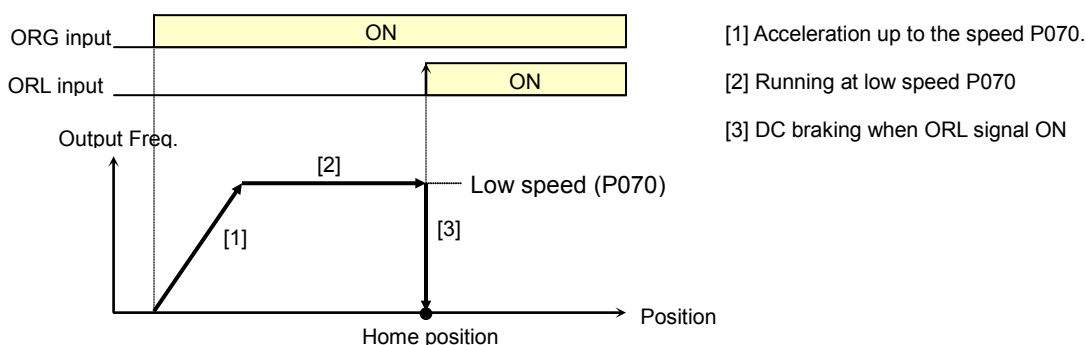 ORG input
ON
ORL input
ON
Output Freq.
[1]
[2]
[3]
Low speed (P070)
Position
Home position
[1] Acceleration up to the speed P070.
[2] Running at low speed P070
[3] DC braking when ORL signal ON